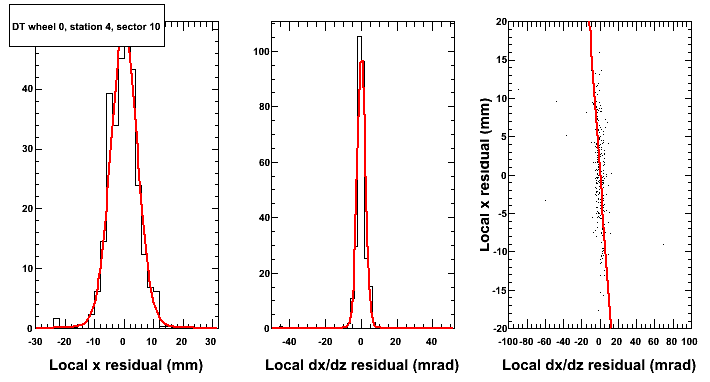 DT wheel 0, station 4, sector 10
40
30
20
10
0
-30 -20 -10 0 10 20 30
Local x residual (mm)
100
80
60
40
20
0
-40 -20 0 20 40
Local dx/dz residual (mrad)
Local x residual (mm)
20
15
10
5
0
-5
-10
-15
-20
-100 -80 -60 -40 -20 0 20 40 60 80 100
Local dx/dz residual (mrad)